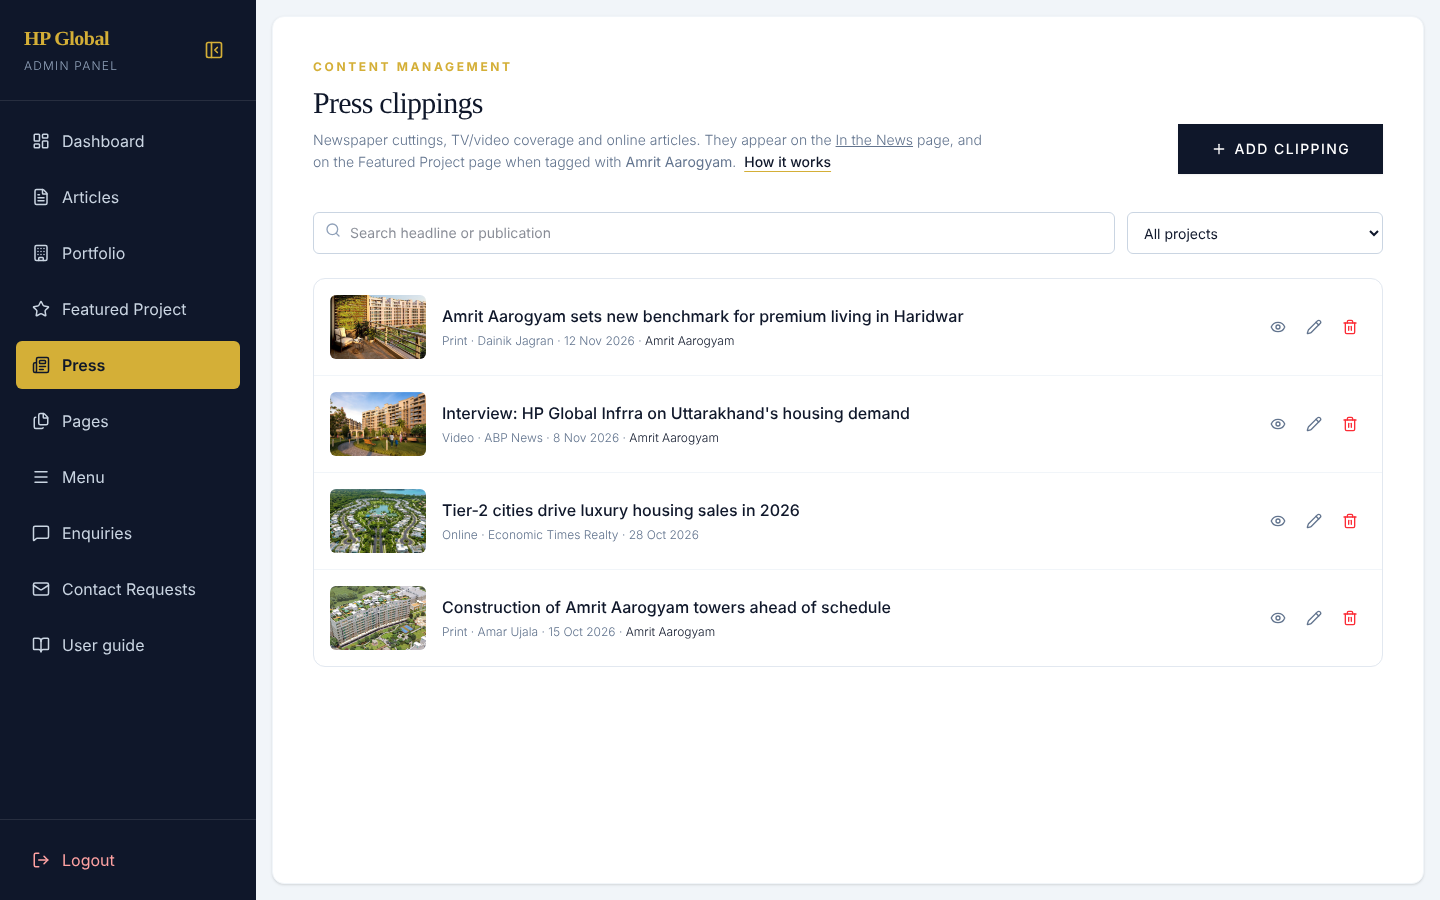 HP Global
ADMIN PANEL
Dashboard
Articles
Portfolio
Featured Project
Press
Pages
Menu
Enquiries
Contact Requests
User guide
Logout
CONTENT MANAGEMENT
Press clippings
Newspaper cuttings, TV/video coverage and online articles. They appear on the In the News page, and
on the Featured Project page when tagged with Amrit Aarogyam. How it works
+ ADD CLIPPING
Search headline or publication
All projects
Amrit Aarogyam sets new benchmark for premium living in Haridwar
Print · Dainik Jagran · 12 Nov 2026 · Amrit Aarogyam
Interview: HP Global Infrra on Uttarakhand's housing demand
Video · ABP News · 8 Nov 2026 · Amrit Aarogyam
Tier-2 cities drive luxury housing sales in 2026
Online · Economic Times Realty · 28 Oct 2026
Construction of Amrit Aarogyam towers ahead of schedule
Print · Amar Ujala · 15 Oct 2026 · Amrit Aarogyam